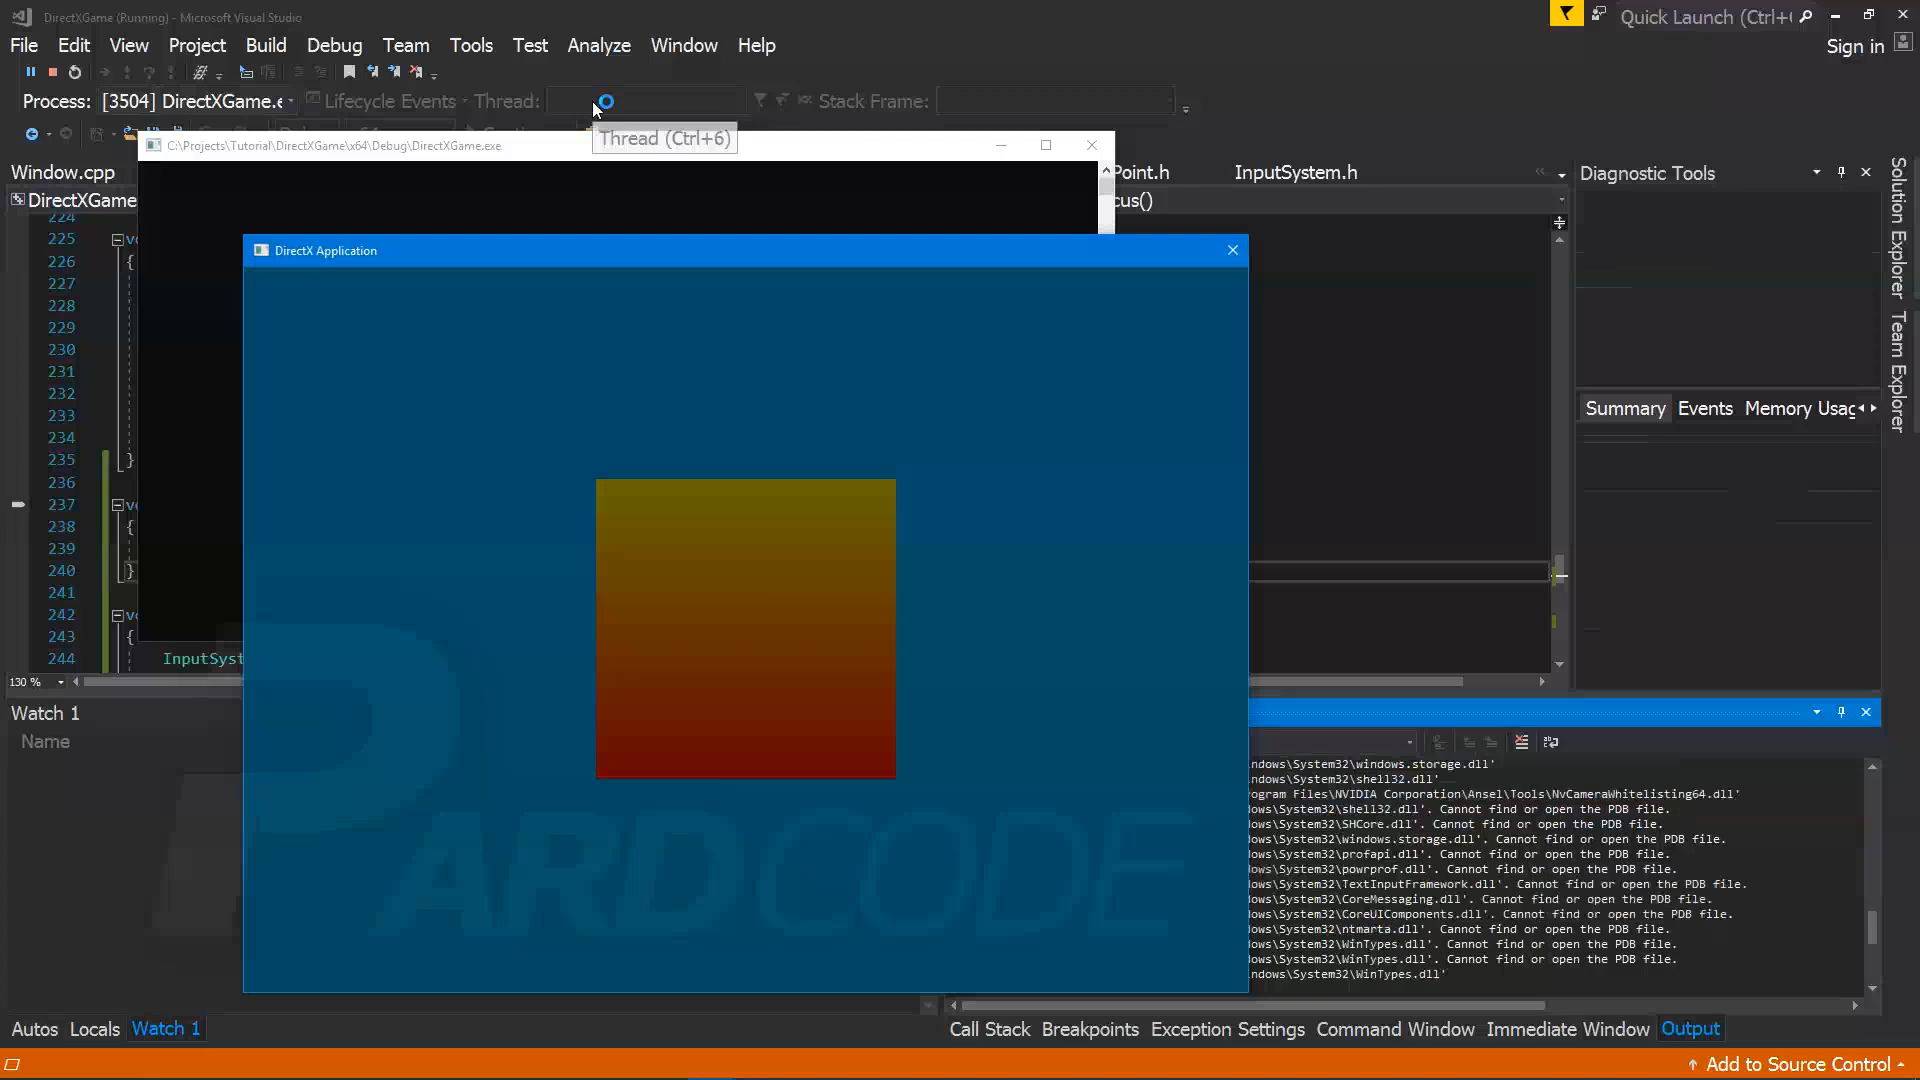 DirectXGame (Running) - Microsoft Visual Studio
Quick Launch (Ctrl+
File Edit View Project Build Debug Team Tools Test Analyze Window Help
Sign in
Process: [3504] DirectXGame.e Lifecycle Events Thread: Stack Frame:
Thread (Ctrl+6)
C:\Projects\Tutorial\DirectXGame\x64\Debug\DirectXGame.exe
Window.cpp
Point.h
InputSystem.h
Diagnostic Tools
DirectXGame
cus()
Solution Explorer
Team Explorer
224
225
226 {
227
228
229
230
231
232
233
234
235 }
236
237
238 {
239
240 }
241
242
243 {
244 InputSyst
DirectX Application
Summary Events Memory Usag
130 %
Watch 1
Name
PARDCODE
ndows\System32\windows.storage.dll'
ndows\System32\shell32.dll'
ogram Files\NVIDIA Corporation\Ansel\Tools\NvCameraWhitelisting64.dll'
dows\System32\shell32.dll'. Cannot find or open the PDB file.
dows\System32\SHCore.dll'. Cannot find or open the PDB file.
dows\System32\windows.storage.dll'. Cannot find or open the PDB file.
dows\System32\profapi.dll'. Cannot find or open the PDB file.
dows\System32\powrprof.dll'. Cannot find or open the PDB file.
dows\System32\TextInputFramework.dll'. Cannot find or open the PDB file.
dows\System32\CoreMessaging.dll'. Cannot find or open the PDB file.
dows\System32\CoreUIComponents.dll'. Cannot find or open the PDB file.
dows\System32\ntmarta.dll'. Cannot find or open the PDB file.
dows\System32\WinTypes.dll'. Cannot find or open the PDB file.
dows\System32\WinTypes.dll'. Cannot find or open the PDB file.
ndows\System32\WinTypes.dll'
Autos Locals Watch 1
Call Stack Breakpoints Exception Settings Command Window Immediate Window Output
Add to Source Control